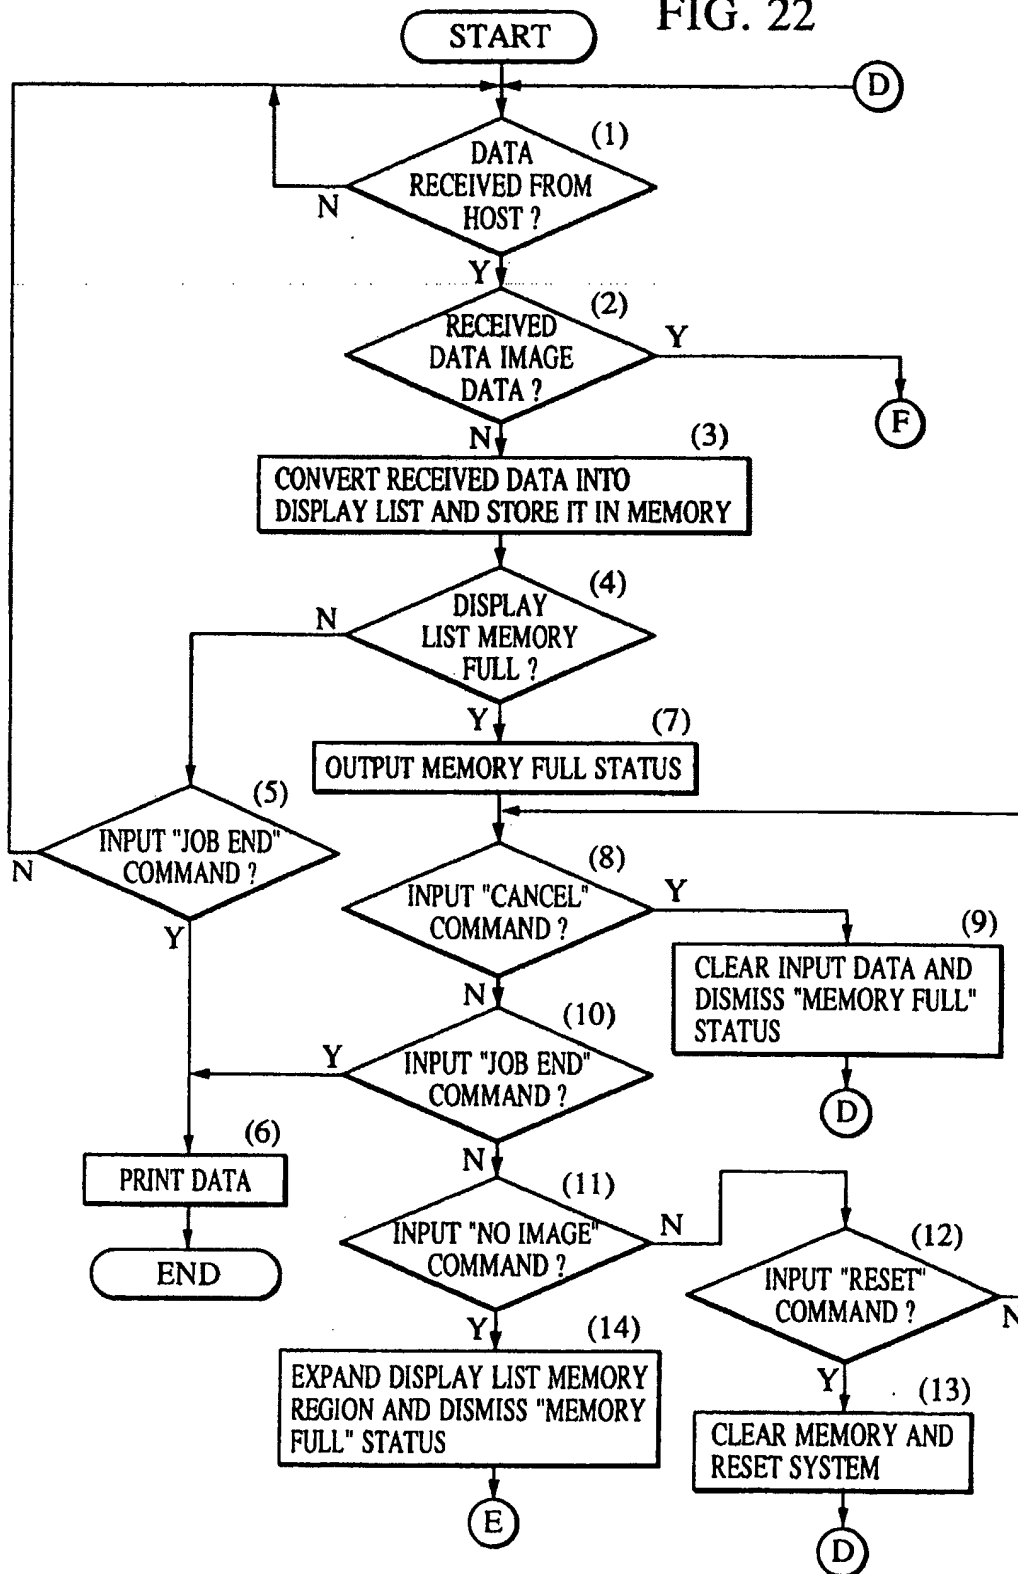 FIG. 22
START
D
(1)
DATA
RECEIVED FROM
HOST ?
N
Y
(2)
RECEIVED
DATA IMAGE
DATA ?
Y
F
N
(3)
CONVERT RECEIVED DATA INTO
DISPLAY LIST AND STORE IT IN MEMORY
(4)
DISPLAY
LIST MEMORY
FULL ?
N
Y
(7)
OUTPUT MEMORY FULL STATUS
(5)
INPUT "JOB END"
COMMAND ?
N
Y
(8)
INPUT "CANCEL"
COMMAND ?
Y
(9)
CLEAR INPUT DATA AND
DISMISS "MEMORY FULL"
STATUS
D
N
(10)
INPUT "JOB END"
COMMAND ?
Y
(6)
PRINT DATA
END
N
(11)
INPUT "NO IMAGE"
COMMAND ?
N
(12)
INPUT "RESET"
COMMAND ?
N
Y
(14)
EXPAND DISPLAY LIST MEMORY
REGION AND DISMISS "MEMORY
FULL" STATUS
E
Y
(13)
CLEAR MEMORY AND
RESET SYSTEM
D